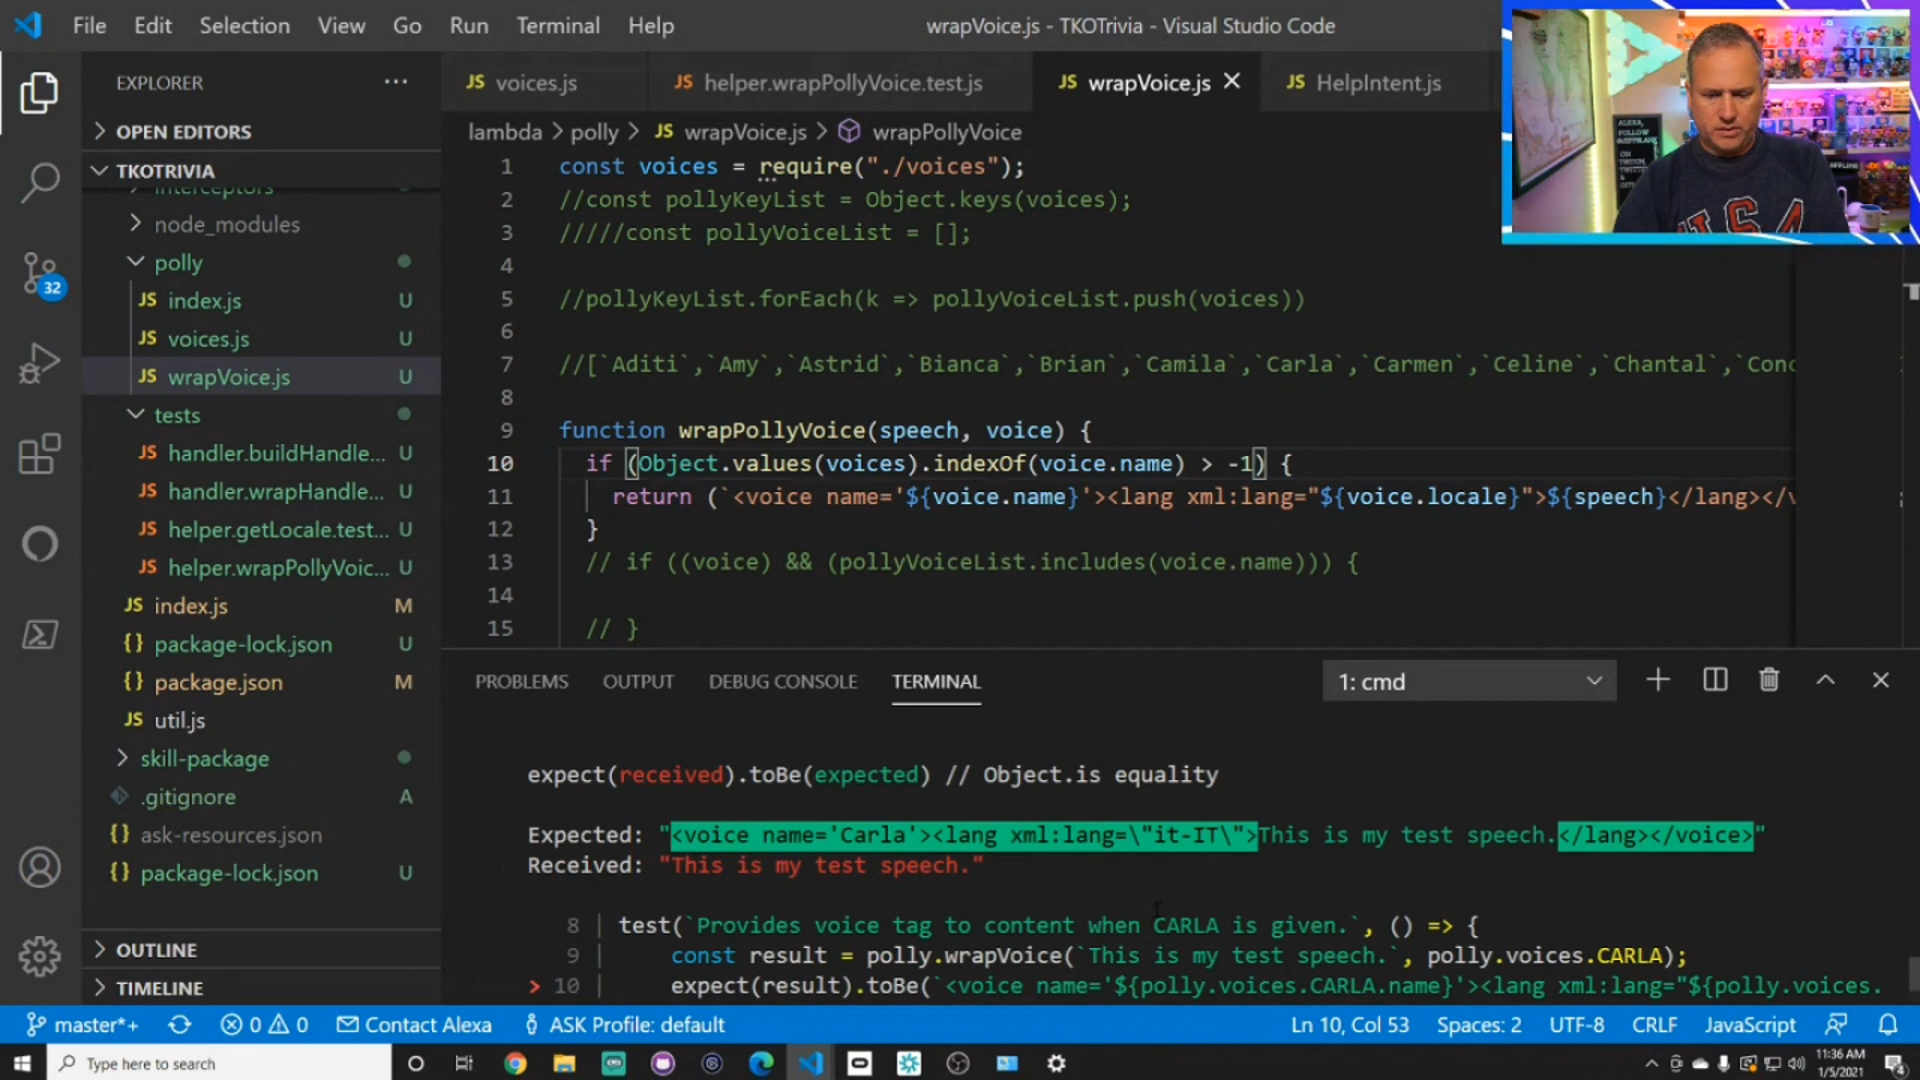 File Edit Selection View Go Run Terminal Help
wrapVoice.js - TKOTrivia - Visual Studio Code
EXPLORER
OPEN EDITORS
TKOTRIVIA
interceptors
node_modules
polly
JS index.js U
JS voices.js U
JS wrapVoice.js U
tests
JS handler.buildHandle... U
JS handler.wrapHandle... U
JS helper.getLocale.test... U
JS helper.wrapPollyVoic... U
JS index.js M
{} package-lock.json U
{} package.json M
JS util.js
skill-package
.gitignore A
{} ask-resources.json
{} package-lock.json U
OUTLINE
TIMELINE
32
JS voices.js JS helper.wrapPollyVoice.test.js JS wrapVoice.js JS HelpIntent.js
lambda > polly > JS wrapVoice.js > wrapPollyVoice
1 const voices = require("./voices");
2 //const pollyKeyList = Object.keys(voices);
3 /////const pollyVoiceList = [];
4
5 //pollyKeyList.forEach(k => pollyVoiceList.push(voices))
6
7 //[`Aditi`,`Amy`,`Astrid`,`Bianca`,`Brian`,`Camila`,`Carla`,`Carmen`,`Celine`,`Chantal`,`Conc
8
9 function wrapPollyVoice(speech, voice) {
10 if (Object.values(voices).indexOf(voice.name) > -1) {
11 return (`<voice name='${voice.name}'><lang xml:lang="${voice.locale}">${speech}</lang></v
12 }
13 // if ((voice) && (pollyVoiceList.includes(voice.name))) {
14
15 // }
PROBLEMS OUTPUT DEBUG CONSOLE TERMINAL 1: cmd
expect(received).toBe(expected) // Object.is equality
Expected: "<voice name='Carla'><lang xml:lang=\"it-IT\">This is my test speech.</lang></voice>"
Received: "This is my test speech."
8 | test(`Provides voice tag to content when CARLA is given.`, () => {
9 | const result = polly.wrapVoice(`This is my test speech.`, polly.voices.CARLA);
> 10 | expect(result).toBe(`<voice name='${polly.voices.CARLA.name}'><lang xml:lang="${polly.voices.
master*+ 0 0 Contact Alexa ASK Profile: default Ln 10, Col 53 Spaces: 2 UTF-8 CRLF JavaScript
Type here to search
11:36 AM
1/5/2021
4
ALEXA,
FOLLOW
ON
USA